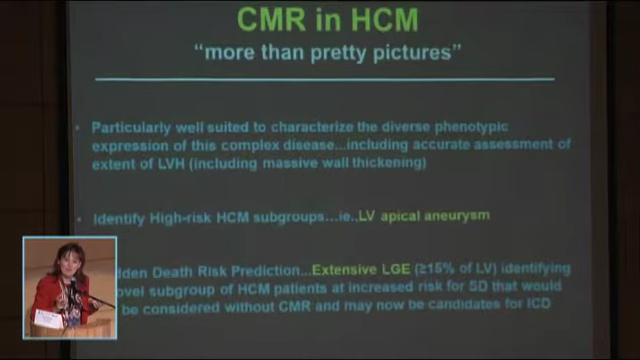 CMR in HCM
“more than pretty pictures”
• Particularly well suited to characterize the diverse phenotypic
expression of this complex disease...including accurate assessment of
extent of LVH (including massive wall thickening)
• Identify High-risk HCM subgroups...ie.,LV apical aneurysm
dden Death Risk Prediction...Extensive LGE (≥15% of LV) identifying
ovel subgroup of HCM patients at increased risk for SD that would
be considered without CMR and may now be candidates for ICD